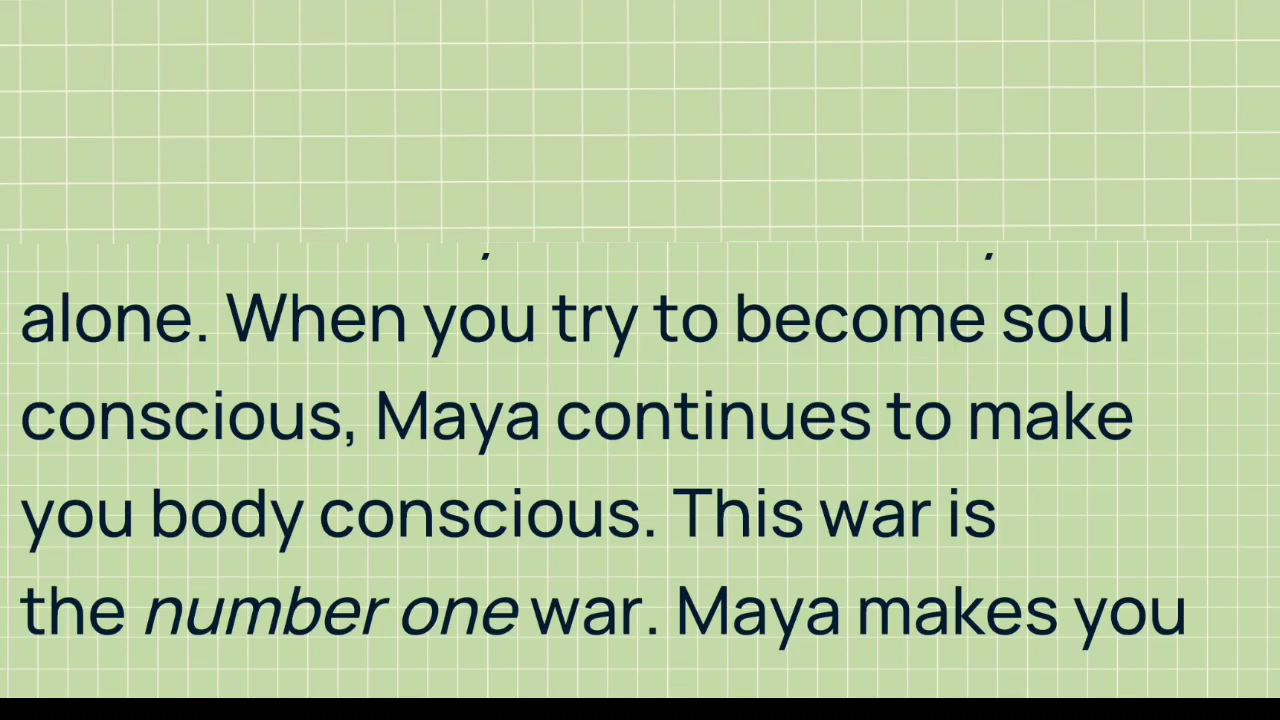 alone. When you try to become soul
conscious, Maya continues to make
you body conscious. This war is
the number one war. Maya makes you